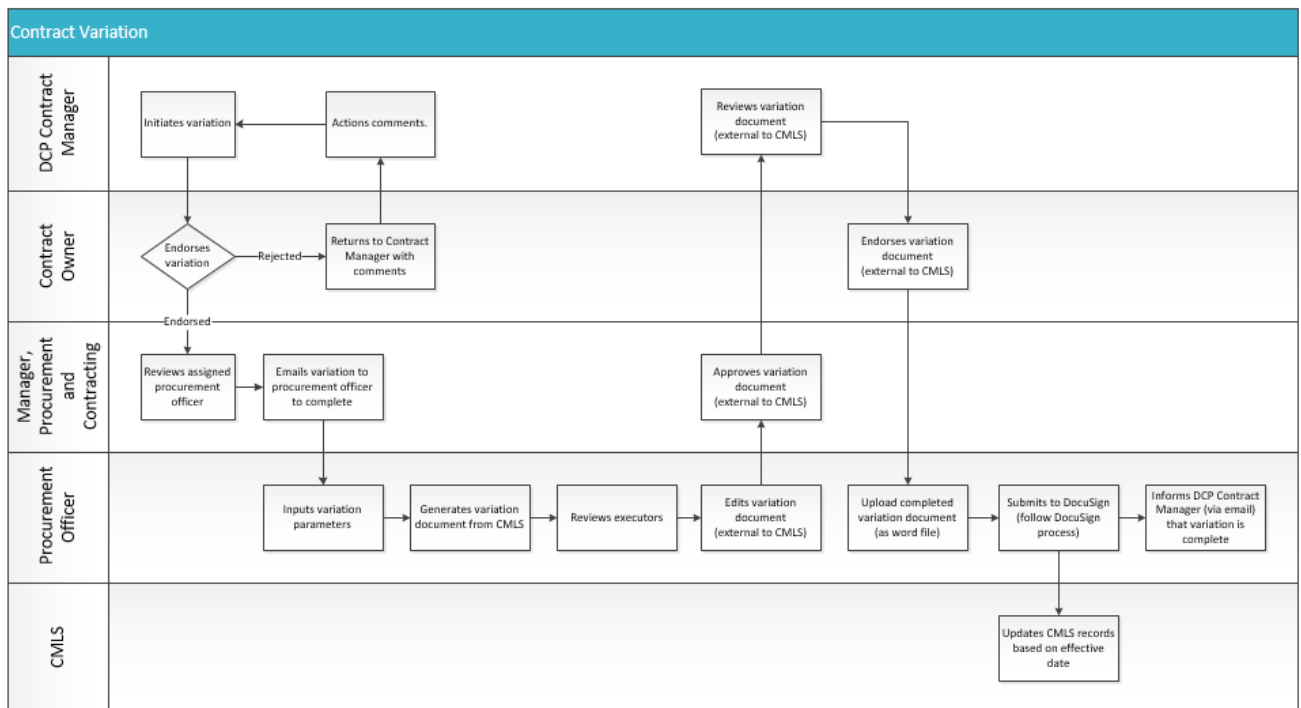 Contract Variation
DCP Contract
Manager
Initiates variation
Actions comments.
Reviews variation
document
(external to CMLS)
Contract
Owner
Endorses
variation
Rejected
Returns to Contract
Manager with
comments
Endorses variation
document
(external to CMLS)
Endorsed
Manager,
Procurement
and
Contracting
Reviews assigned
procurement
officer
Emails variation to
procurement officer
to complete
Approves variation
document
(external to CMLS)
Procurement
Officer
Inputs variation
parameters
Generates variation
document from CMLS
Reviews executors
Edits variation
document
(external to CMLS)
Upload completed
variation document
(as word file)
Submits to DocuSign
(follow DocuSign
process)
Informs DCP Contract
Manager (via email)
that variation is
complete
CMLS
Updates CMLS records
based on effective
date